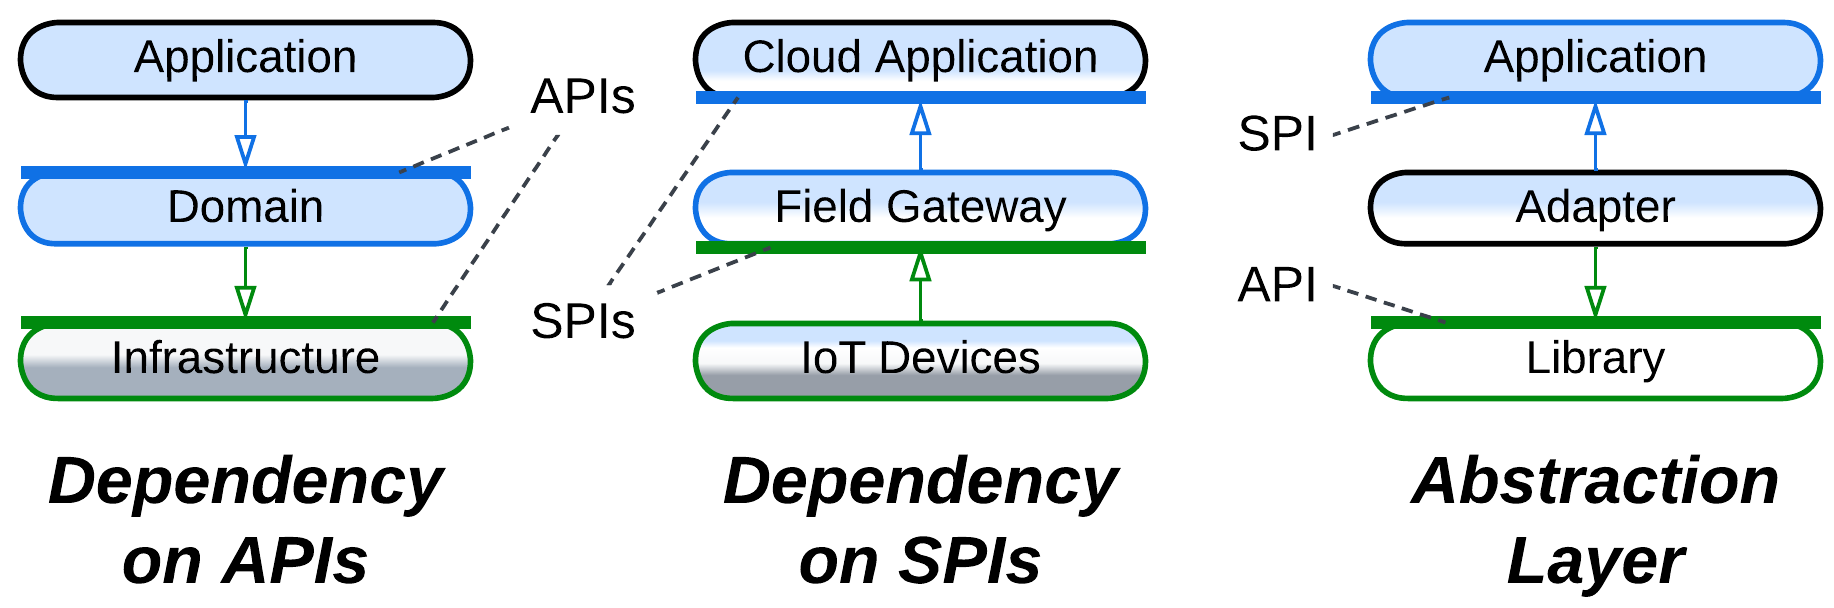 Application
Domain
Infrastructure
Dependency
on APIs
APIs
SPIs
Cloud Application
Field Gateway
IoT Devices
Dependency
on SPIs
SPI
API
Application
Adapter
Library
Abstraction
Layer